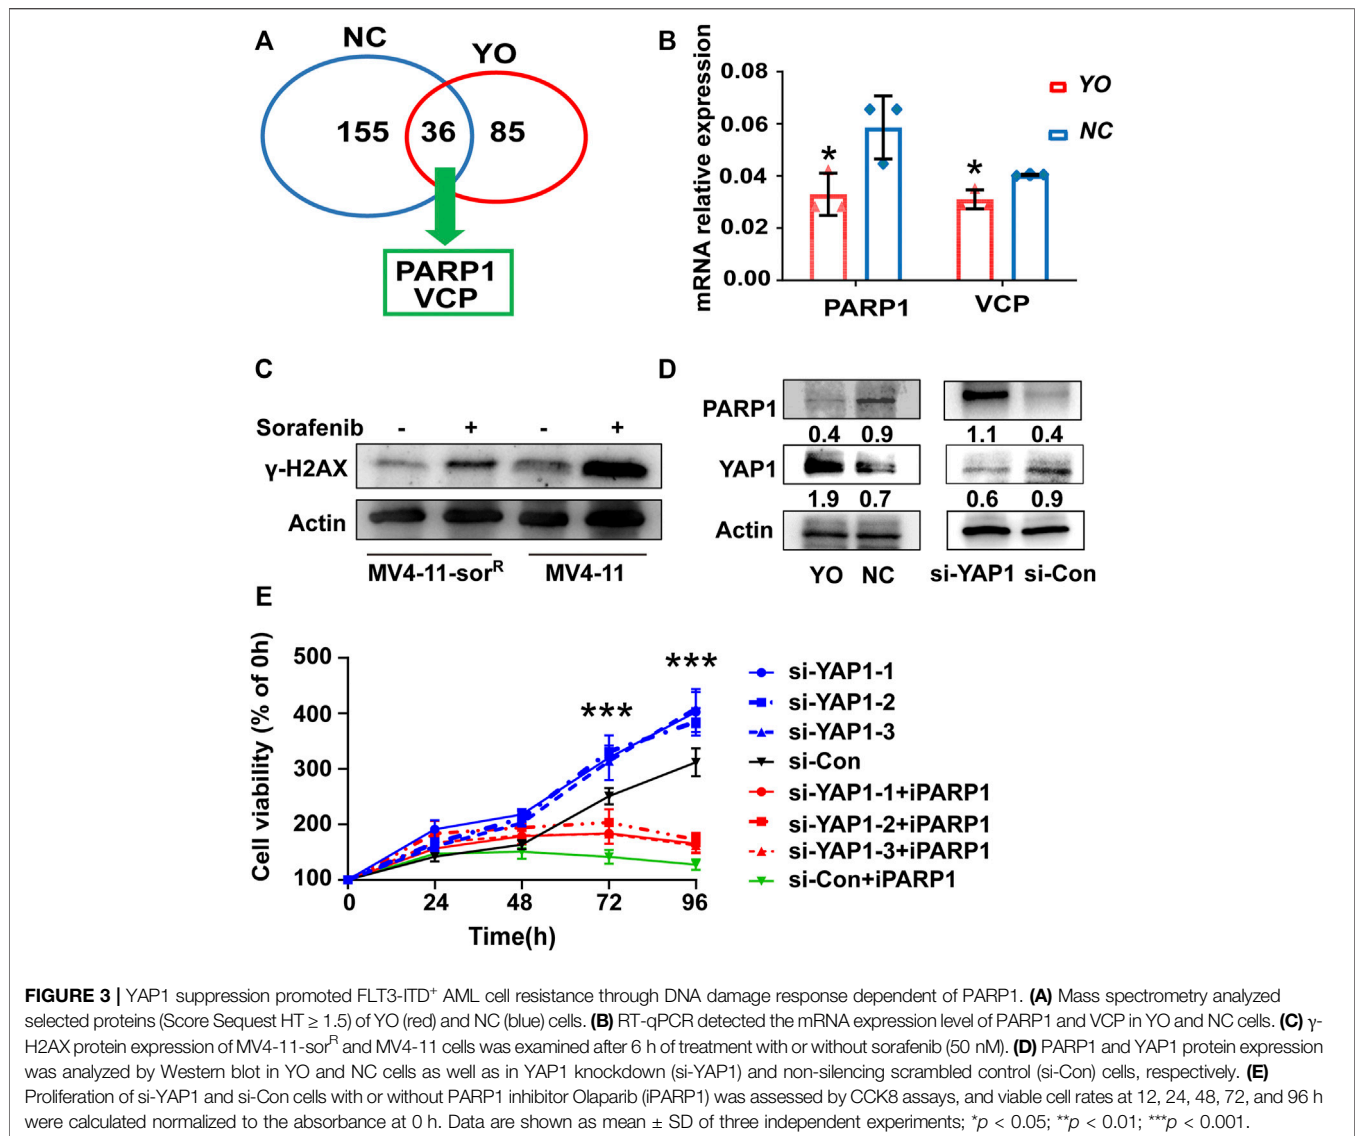 A
NC
YO
155
36
85
PARP1
VCP
B
mRNA relative expression
0.08
0.06
0.04
0.02
0.00
*
*
YO
NC
PARP1
VCP
C
Sorafenib - + - +
γ-H2AX
Actin
MV4-11-sorᴿ MV4-11
D
PARP1
0.4 0.9 1.1 0.4
YAP1
1.9 0.7 0.6 0.9
Actin
YO NC si-YAP1 si-Con
E
Cell viability (% of 0h)
500
400
300
200
100
*** ***
0 24 48 72 96
Time(h)
si-YAP1-1
si-YAP1-2
si-YAP1-3
si-Con
si-YAP1-1+iPARP1
si-YAP1-2+iPARP1
si-YAP1-3+iPARP1
si-Con+iPARP1
FIGURE 3 | YAP1 suppression promoted FLT3-ITD⁺ AML cell resistance through DNA damage response dependent of PARP1. (A) Mass spectrometry analyzed
selected proteins (Score Sequest HT ≥ 1.5) of YO (red) and NC (blue) cells. (B) RT-qPCR detected the mRNA expression level of PARP1 and VCP in YO and NC cells. (C) γ-
H2AX protein expression of MV4-11-sorᴿ and MV4-11 cells was examined after 6 h of treatment with or without sorafenib (50 nM). (D) PARP1 and YAP1 protein expression
was analyzed by Western blot in YO and NC cells as well as in YAP1 knockdown (si-YAP1) and non-silencing scrambled control (si-Con) cells, respectively. (E)
Proliferation of si-YAP1 and si-Con cells with or without PARP1 inhibitor Olaparib (iPARP1) was assessed by CCK8 assays, and viable cell rates at 12, 24, 48, 72, and 96 h
were calculated normalized to the absorbance at 0 h. Data are shown as mean ± SD of three independent experiments; *p < 0.05; **p < 0.01; ***p < 0.001.